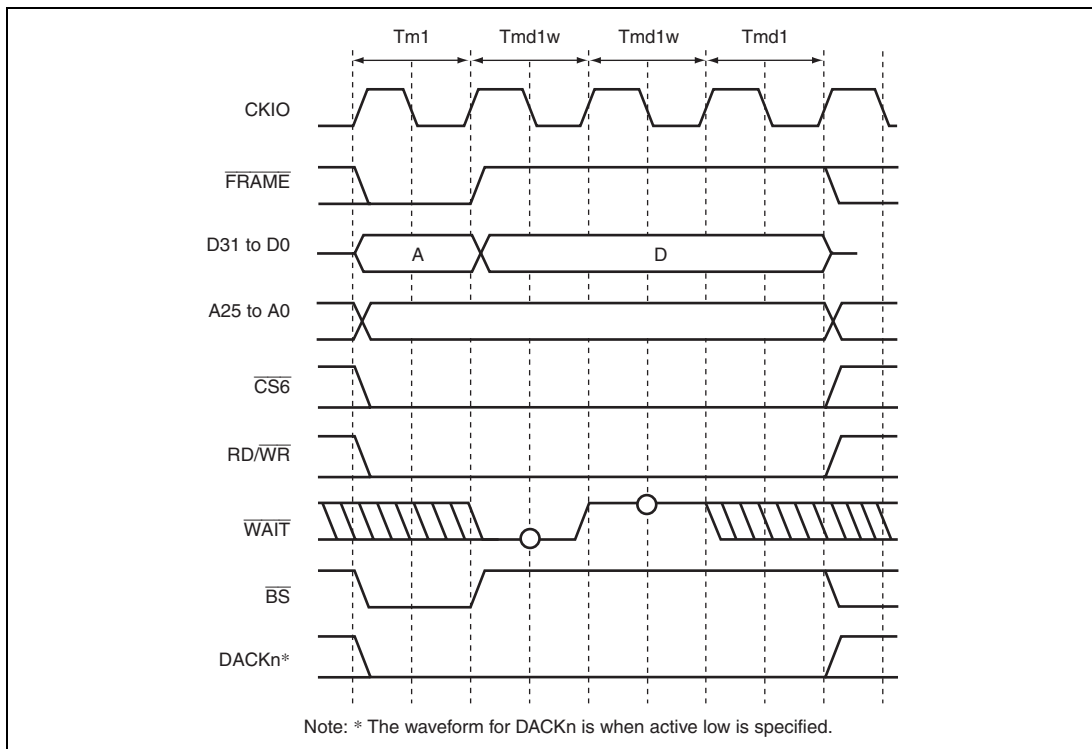 Tm1 Tmd1w Tmd1w Tmd1
CKIO
FRAME
D31 to D0 A D
A25 to A0
CS6
RD/WR
WAIT
BS
DACKn*
Note: * The waveform for DACKn is when active low is specified.